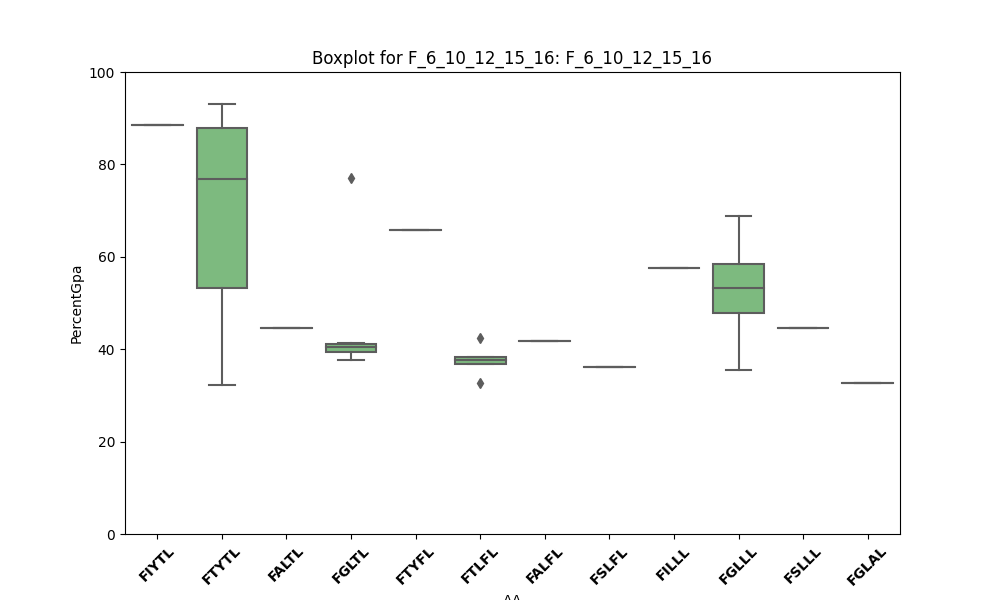 Boxplot for F_6_10_12_15_16: F_6_10_12_15_16
100
80
60
40
20
0
PercentGpa
FIYTL
FTYTL
FALTL
FGLTL
FTYFL
FTLFL
FALFL
FSLFL
FILLL
FGLLL
FSLLL
FGLAL
AA